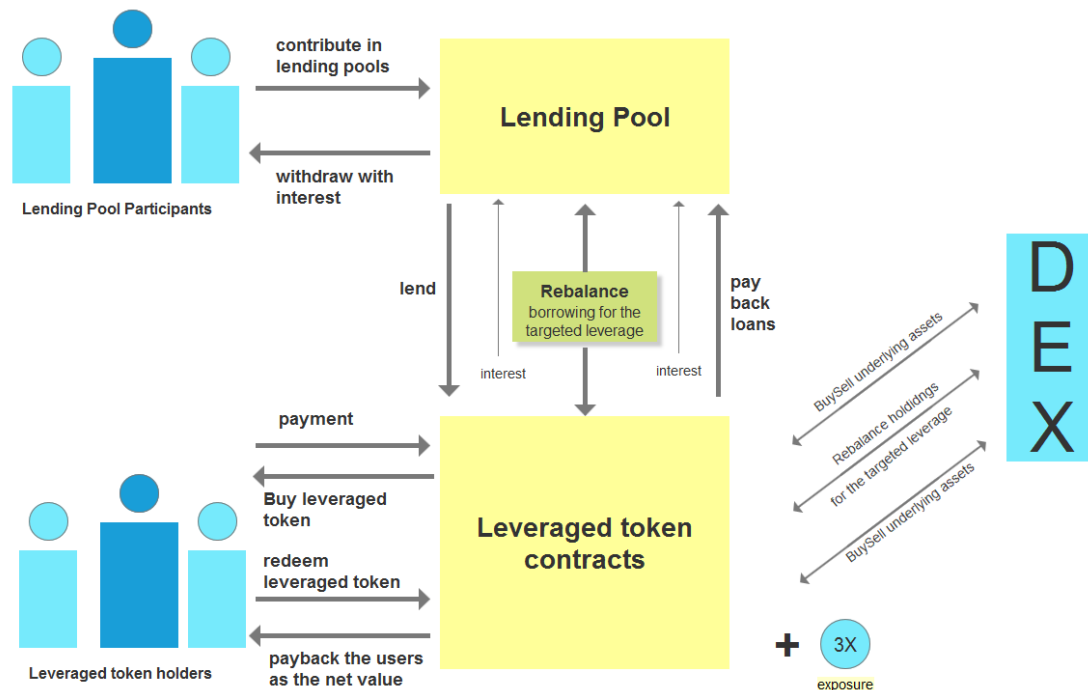 contribute in
lending pools
Lending Pool
withdraw with
interest
Lending Pool Participants
lend
Rebalance
borrowing for the
targeted leverage
pay
back
loans
interest
interest
D
E
X
BuySell underlying assets
Rebalance holdidngs
for the targeted leverage
BuySell underlying assets
payment
Buy leveraged
token
Leveraged token
contracts
redeem
leveraged token
payback the users
as the net value
Leveraged token holders
+
3X
exposure